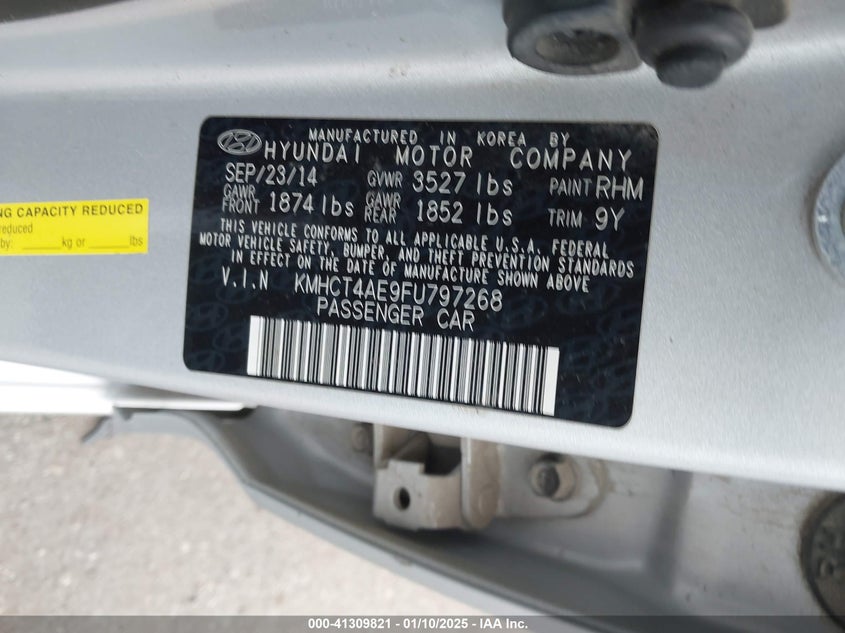 MANUFACTURED IN KOREA BY
HYUNDAI MOTOR COMPANY
SEP/23/14 GVWR 3527 lbs PAINT RHM
GAWR FRONT 1874 lbs GAWR REAR 1852 lbs TRIM 9Y
THIS VEHICLE CONFORMS TO ALL APPLICABLE U.S.A. FEDERAL
MOTOR VEHICLE SAFETY, BUMPER, AND THEFT PREVENTION STANDARDS
IN EFFECT ON THE DATE OF MANUFACTURE SHOWN ABOVE
V.I.N KMHCT4AE9FU797268
PASSENGER CAR
CAPACITY REDUCED
reduced
by: ______kg or ______lbs
000-41309821 / 01/10/2025 / IAA Inc.